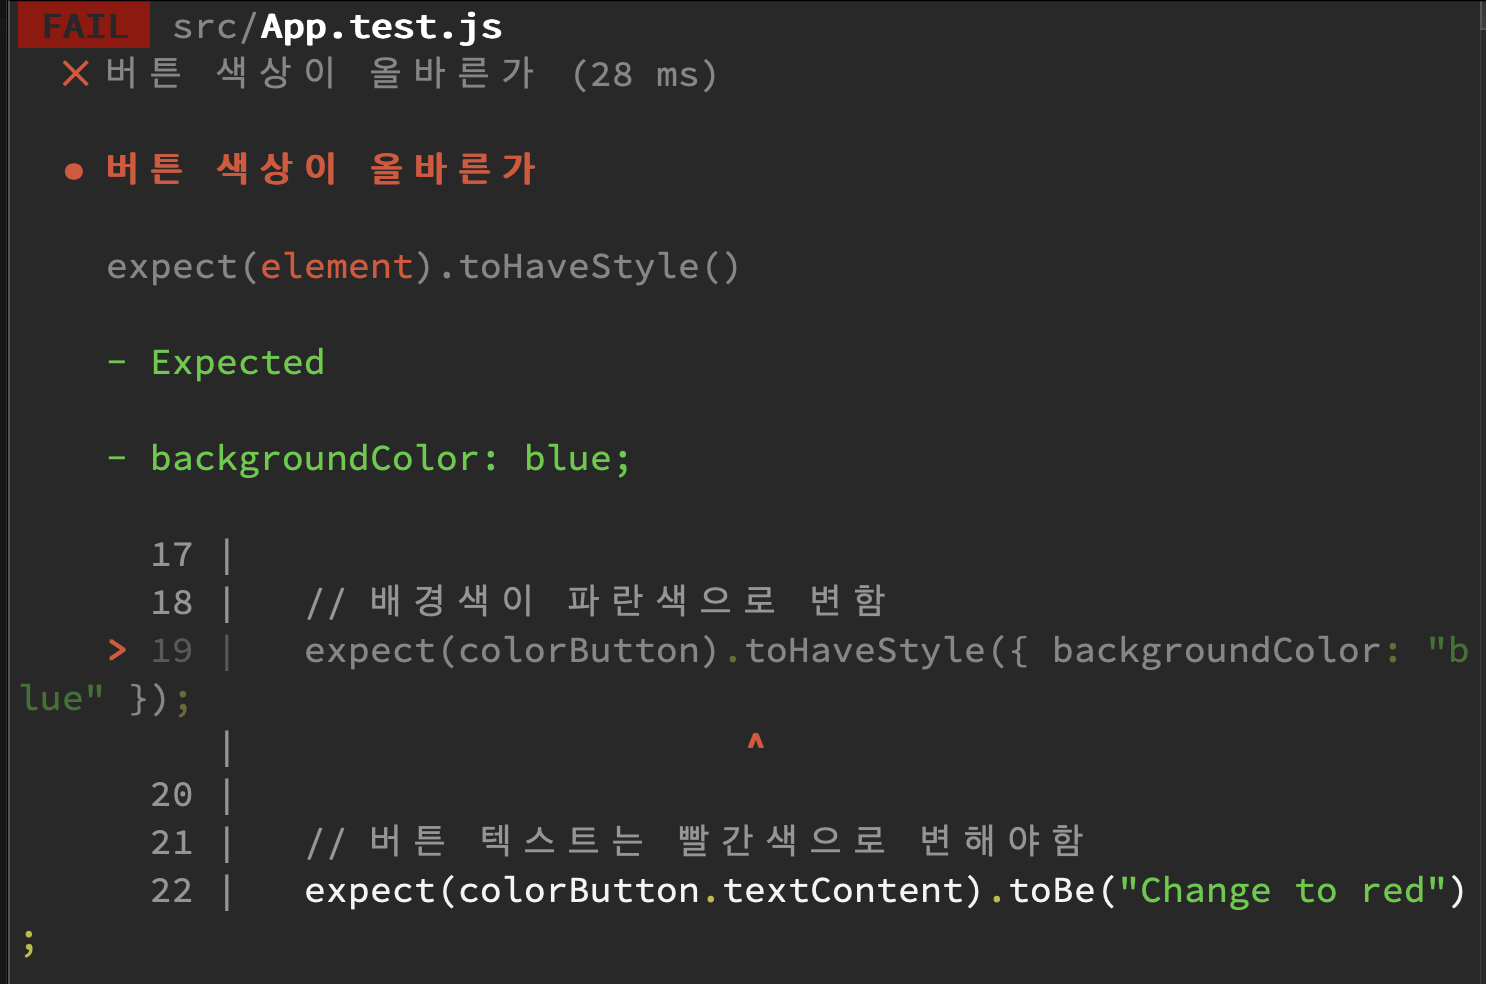 FAIL src/App.test.js
✕ 버튼 색상이 올바른가 (28 ms)
● 버튼 색상이 올바른가
expect(element).toHaveStyle()
- Expected
- backgroundColor: blue;
17 |
18 |   // 배경색이 파란색으로 변함
> 19 |   expect(colorButton).toHaveStyle({ backgroundColor: "b
lue" });
|                       ^
20 |
21 |   // 버튼 텍스트는 빨간색으로 변해야함
22 |   expect(colorButton.textContent).toBe("Change to red")
;